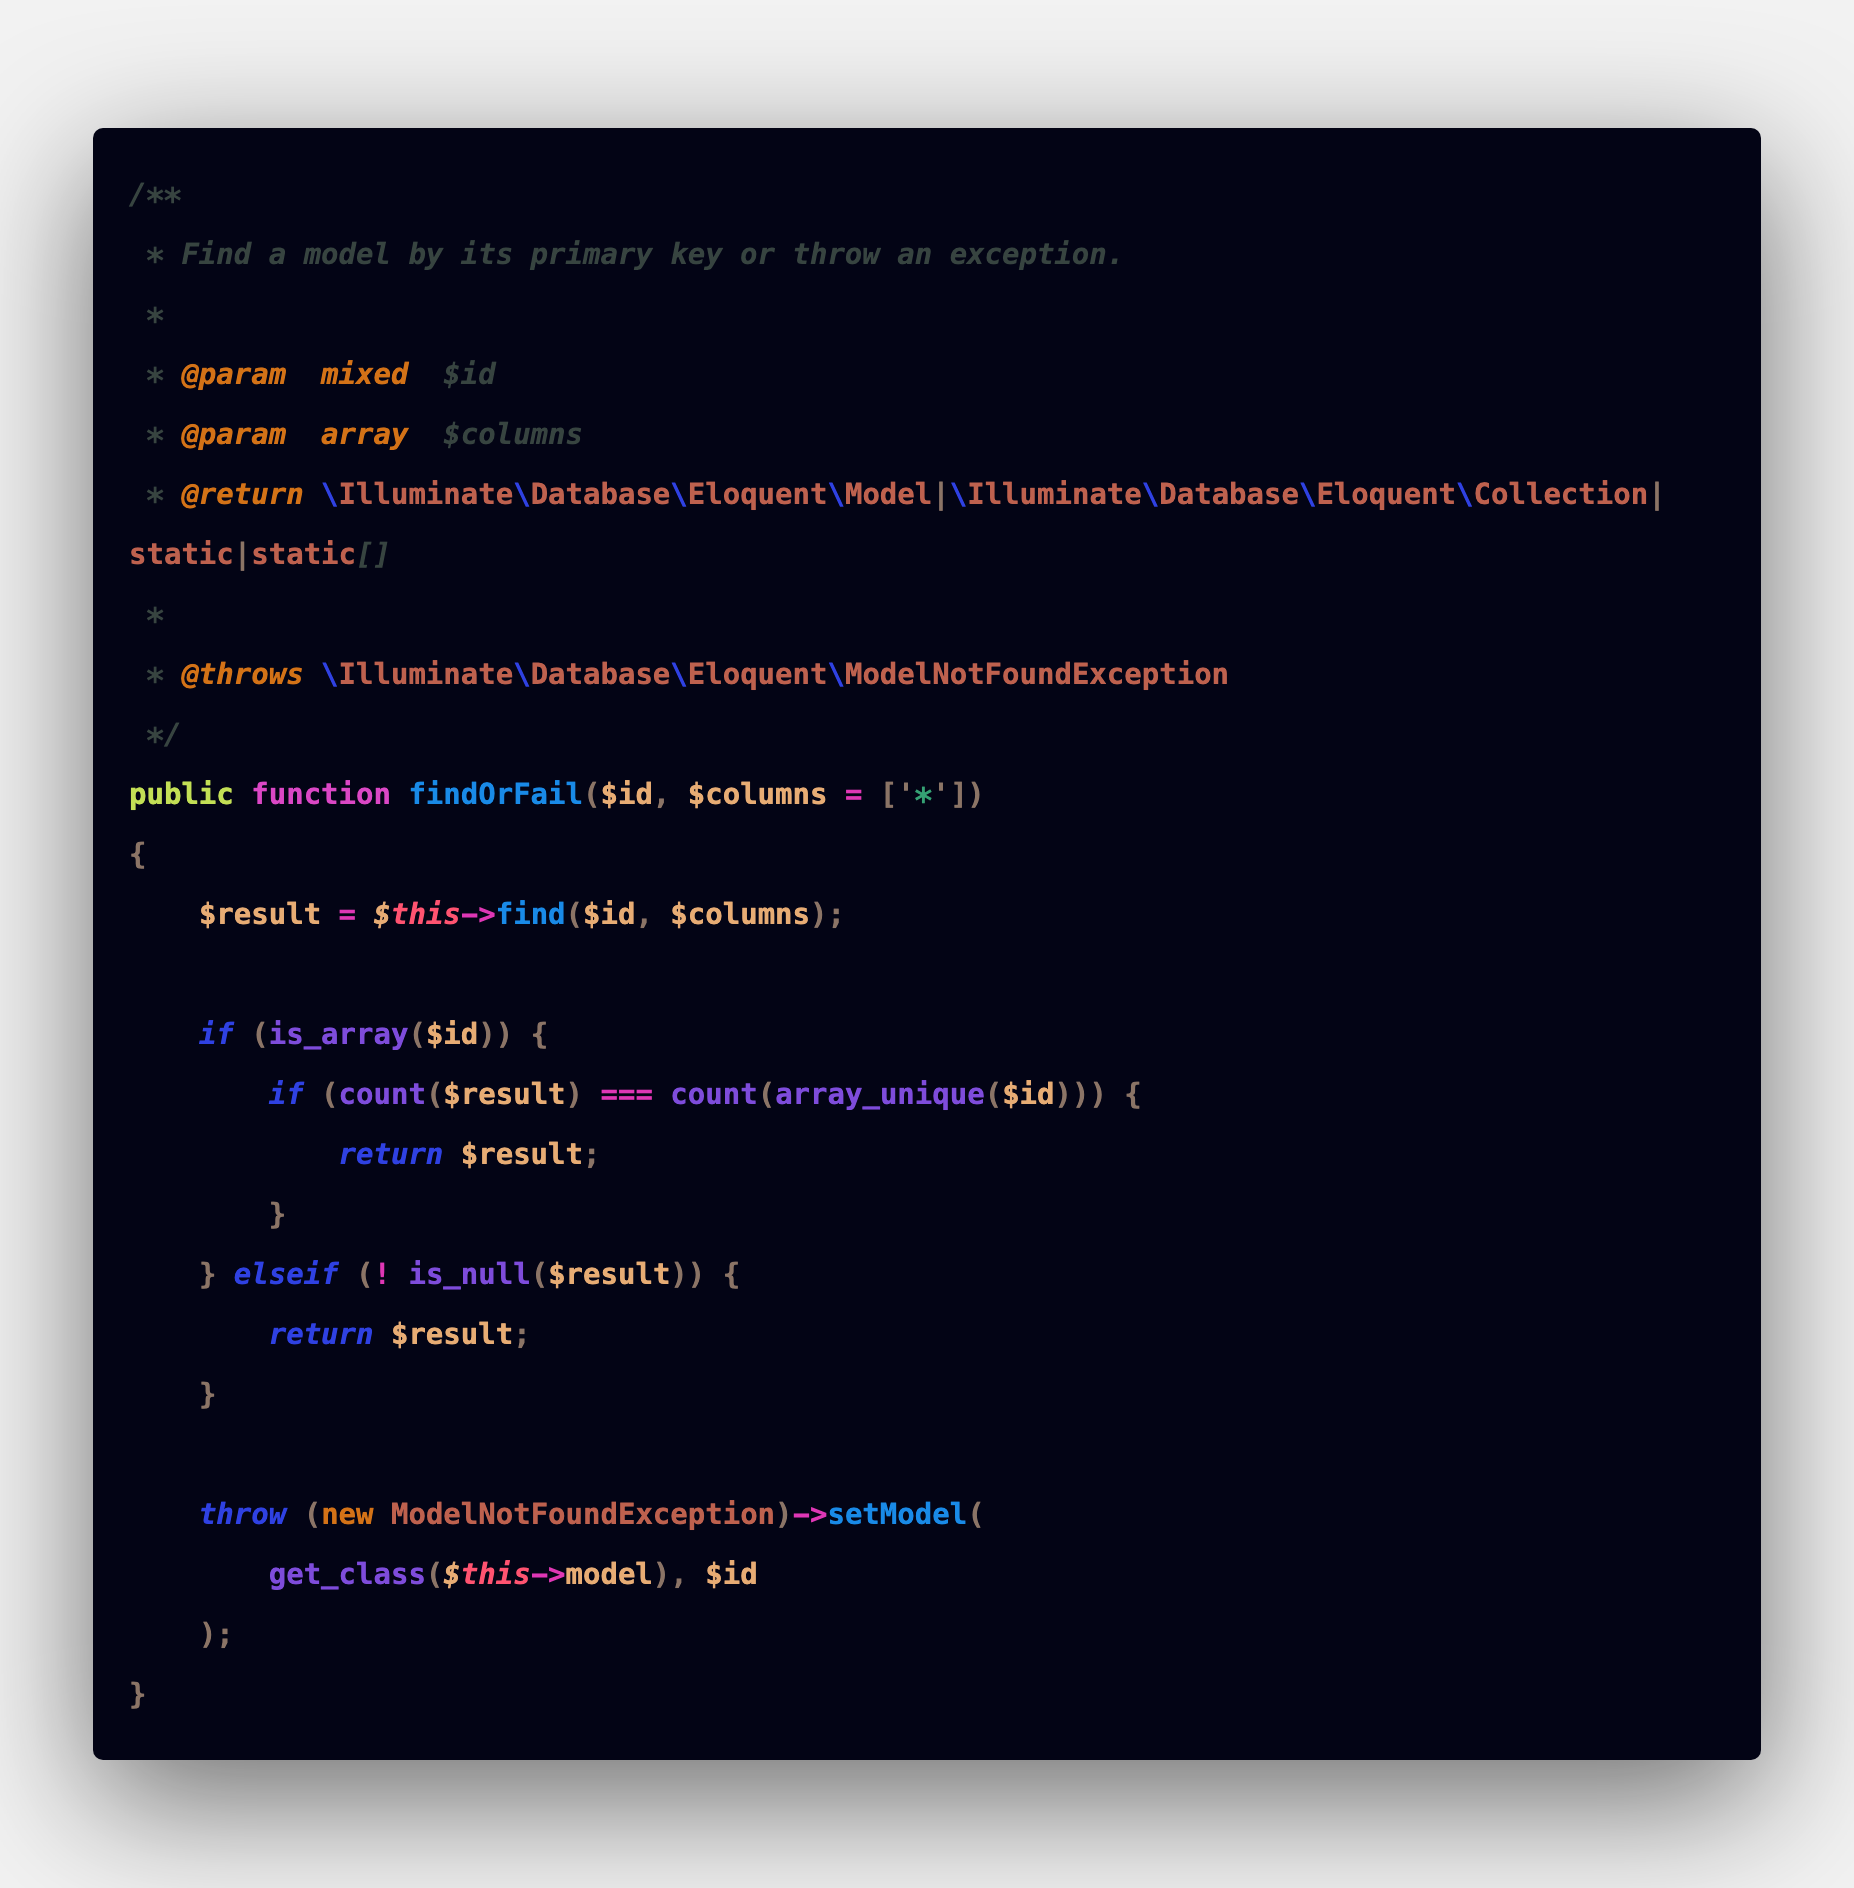 /**
 * Find a model by its primary key or throw an exception.
 *
 * @param  mixed  $id
 * @param  array  $columns
 * @return \Illuminate\Database\Eloquent\Model|\Illuminate\Database\Eloquent\Collection|
static|static[]
 *
 * @throws \Illuminate\Database\Eloquent\ModelNotFoundException
 */
public function findOrFail($id, $columns = ['*'])
{
    $result = $this->find($id, $columns);

    if (is_array($id)) {
        if (count($result) === count(array_unique($id))) {
            return $result;
        }
    } elseif (! is_null($result)) {
        return $result;
    }

    throw (new ModelNotFoundException)->setModel(
        get_class($this->model), $id
    );
}